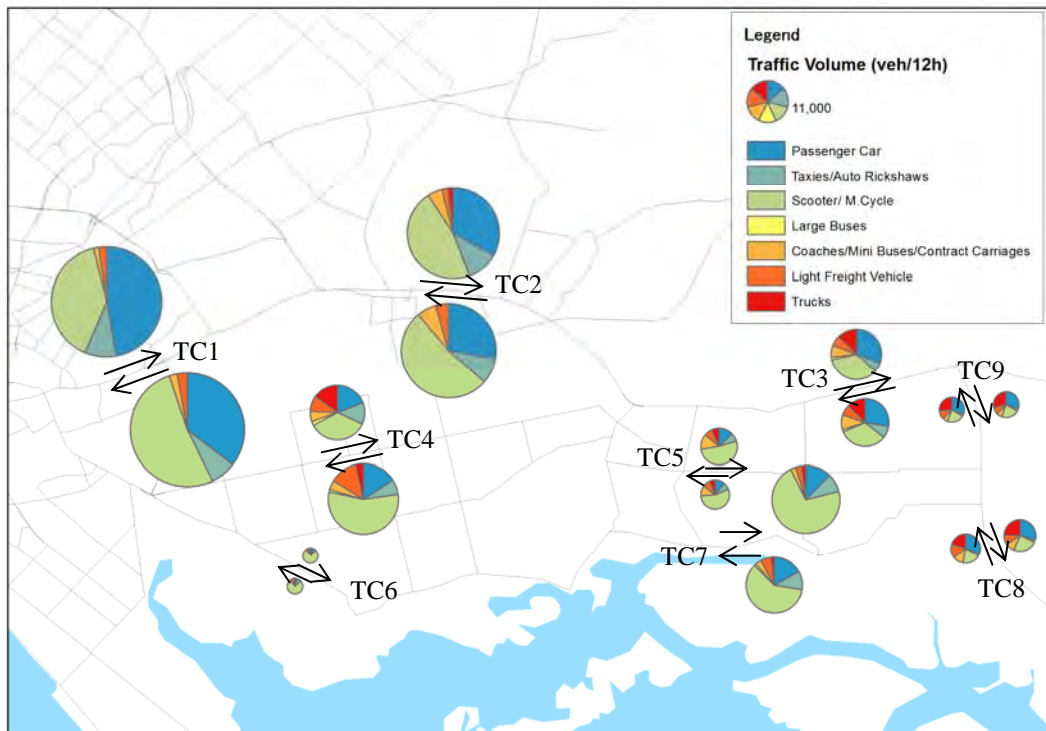 Legend
Traffic Volume (veh/12h)
11,000
Passenger Car
Taxies/Auto Rickshaws
Scooter/ M.Cycle
Large Buses
Coaches/Mini Buses/Contract Carriages
Light Freight Vehicle
Trucks
TC2
TC1
TC3
TC9
TC4
TC5
TC7
TC6
TC8